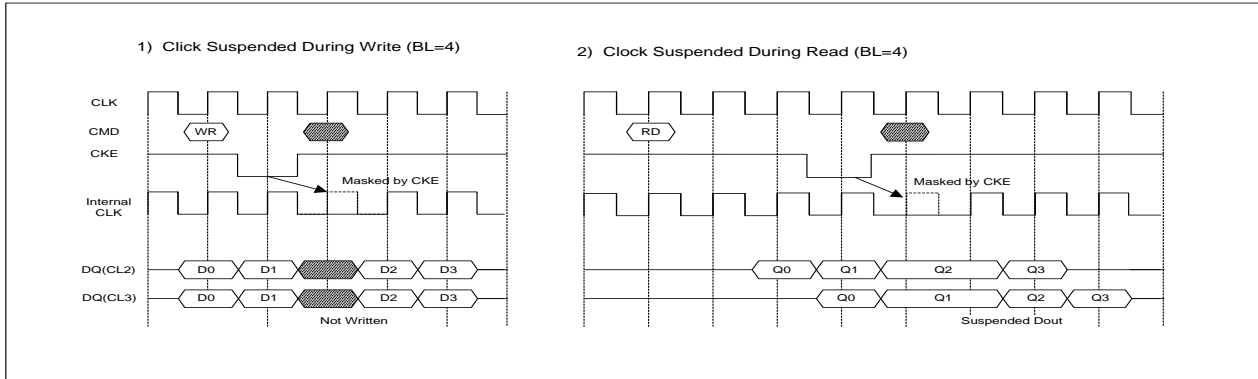 1) Click Suspended During Write (BL=4)
2) Clock Suspended During Read (BL=4)
CLK
CMD
WR
RD
CKE
Masked by CKE
Masked by CKE
Internal
CLK
DQ(CL2)
D0 D1 D2 D3
Q0 Q1 Q2 Q3
DQ(CL3)
D0 D1 D2 D3
Q0 Q1 Q2 Q3
Not Written
Suspended Dout